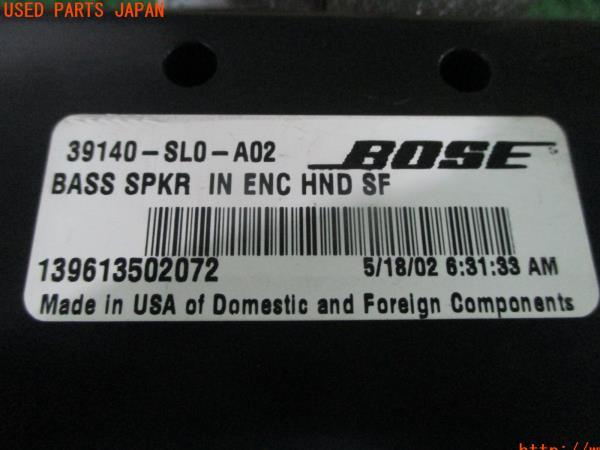 USED PARTS JAPAN
39140-SL0-A02 BOSE
BASS SPKR IN ENC HND SF
139613502072 5/18/02 6:31:33 AM
Made in USA of Domestic and Foreign Components
http://w